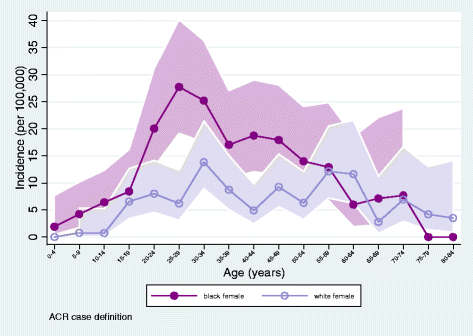 Incidence (per 100,000)
40
35
30
25
20
15
10
5
0
0-4 5-9 10-14 15-19 20-24 25-29 30-34 35-39 40-44 45-49 50-54 55-59 60-64 65-69 70-74 75-79 80-84
Age (years)
black female white female
ACR case definition